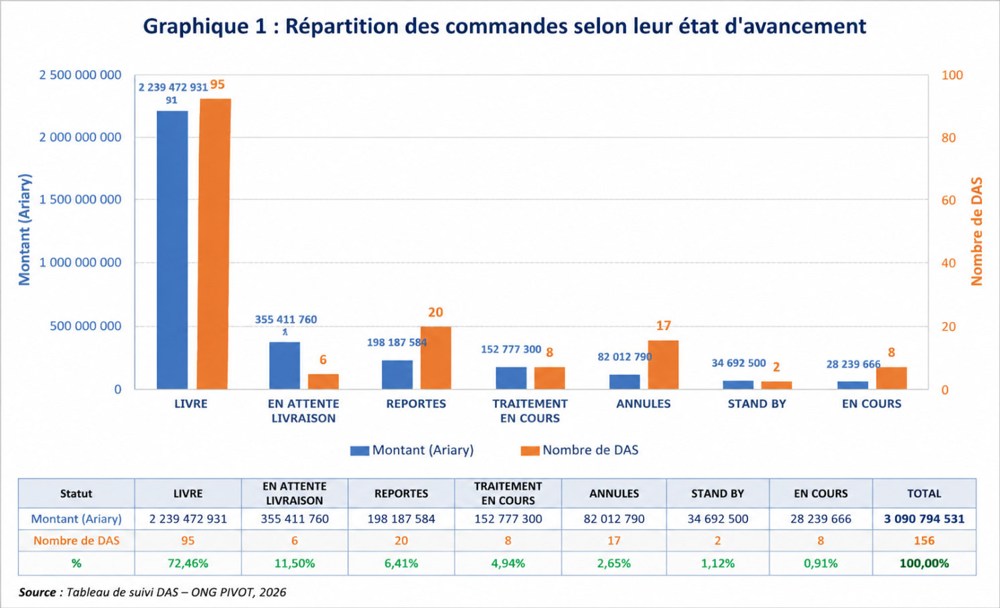 Graphique 1 : Répartition des commandes selon leur état d'avancement
Montant (Ariary)
2 500 000 000
2 000 000 000
1 500 000 000
1 000 000 000
500 000 000
0
Nombre de DAS
100
80
60
40
20
0
2 239 472 931
91
95
355 411 760
6
198 187 584
20
152 777 300
8
82 012 790
17
34 692 500
2
28 239 666
8
LIVRE
EN ATTENTE
LIVRAISON
REPORTES
TRAITEMENT
EN COURS
ANNULES
STAND BY
EN COURS
Montant (Ariary)
Nombre de DAS
Statut LIVRE EN ATTENTE LIVRAISON REPORTES TRAITEMENT EN COURS ANNULES STAND BY EN COURS TOTAL
Montant (Ariary) 2 239 472 931 355 411 760 198 187 584 152 777 300 82 012 790 34 692 500 28 239 666 3 090 794 531
Nombre de DAS 95 6 20 8 17 2 8 156
% 72,46% 11,50% 6,41% 4,94% 2,65% 1,12% 0,91% 100,00%
Source : Tableau de suivi DAS – ONG PIVOT, 2026